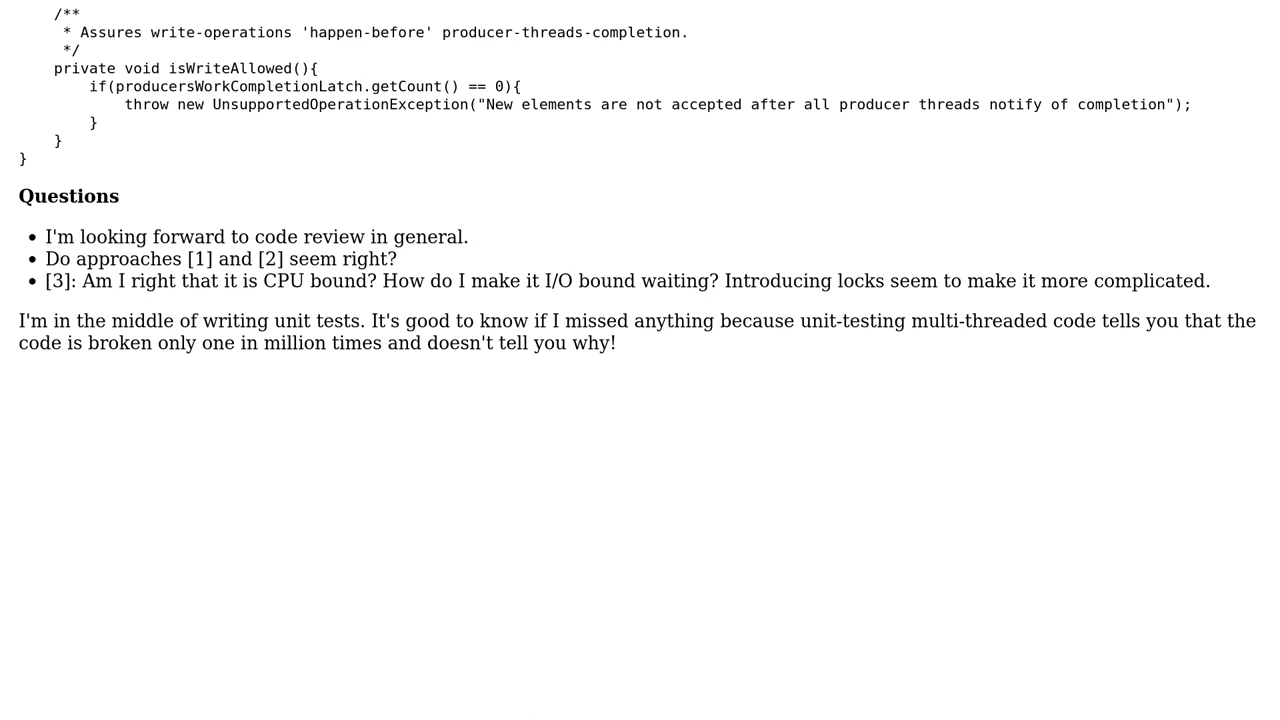 /**
     * Assures write-operations 'happen-before' producer-threads-completion.
     */
    private void isWriteAllowed(){
        if(producersWorkCompletionLatch.getCount() == 0){
            throw new UnsupportedOperationException("New elements are not accepted after all producer threads notify of completion");
        }
    }
}
Questions
• I'm looking forward to code review in general.
• Do approaches [1] and [2] seem right?
• [3]: Am I right that it is CPU bound? How do I make it I/O bound waiting? Introducing locks seem to make it more complicated.
I'm in the middle of writing unit tests. It's good to know if I missed anything because unit-testing multi-threaded code tells you that the
code is broken only one in million times and doesn't tell you why!